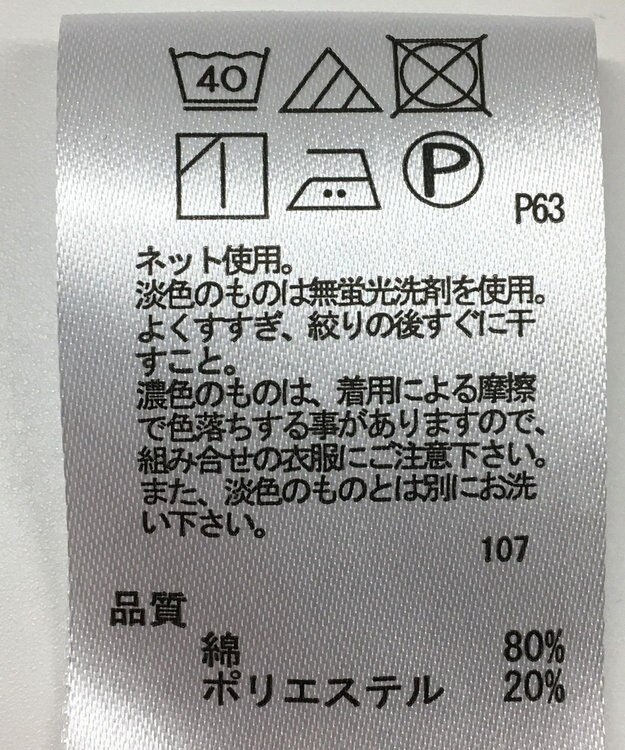 40
P
P63
ネット使用。
淡色のものは無蛍光洗剤を使用。
よくすすぎ、絞りの後すぐに干
すこと。
濃色のものは、着用による摩擦
で色落ちする事がありますので、
組み合せの衣服にご注意下さい。
また、淡色のものとは別にお洗
い下さい。
107
品質
綿 80%
ポリエステル 20%